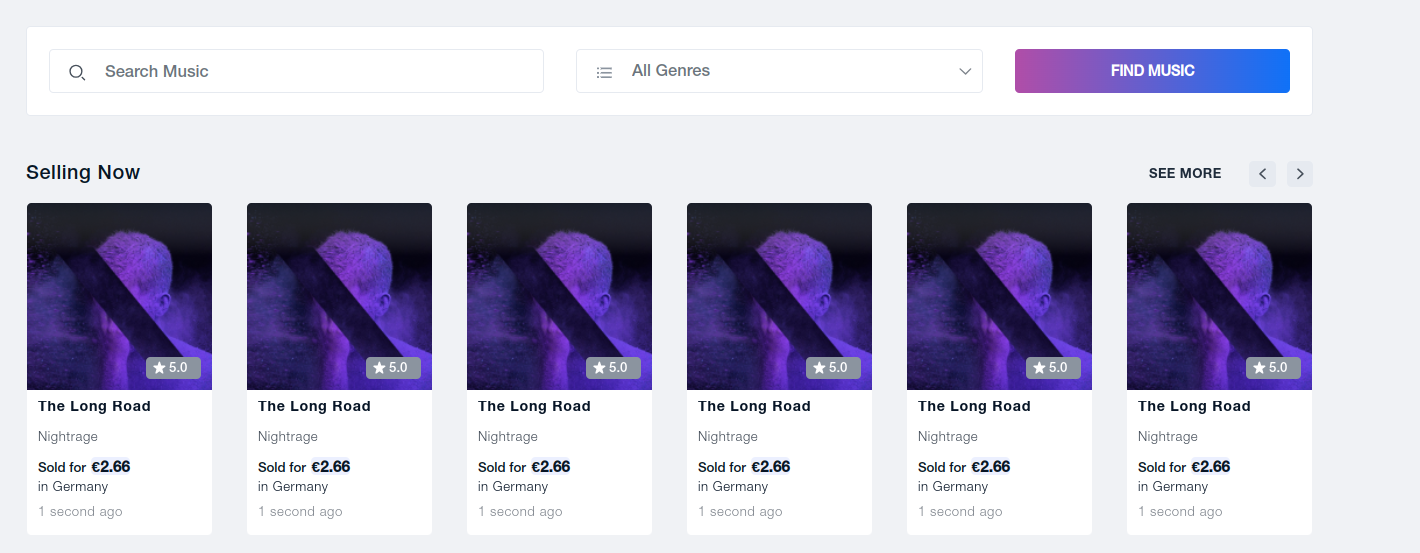 Search Music
All Genres
FIND MUSIC
Selling Now
SEE MORE
5.0
5.0
5.0
5.0
5.0
5.0
The Long Road
The Long Road
The Long Road
The Long Road
The Long Road
The Long Road
Nightrage
Nightrage
Nightrage
Nightrage
Nightrage
Nightrage
Sold for €2.66
Sold for €2.66
Sold for €2.66
Sold for €2.66
Sold for €2.66
Sold for €2.66
in Germany
in Germany
in Germany
in Germany
in Germany
in Germany
1 second ago
1 second ago
1 second ago
1 second ago
1 second ago
1 second ago